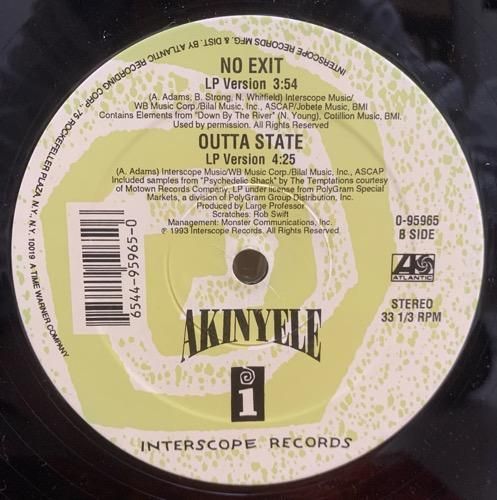 INTERSCOPE RECORDS MFG. & DIST. BY ATLANTIC RECORDING CORP., 75 ROCKEFELLER PLAZA, N.Y., N.Y. 10019 A TIME WARNER COMPANY
NO EXIT
LP Version 3:54
(A. Adams, B. Strong, N. Whitfield) Interscope Music/
WB Music Corp./Bilal Music, Inc., ASCAP/Jobete Music, BMI
Contains Elements from "Down By The River" (N. Young), Cotillion Music, BMI.
Used by permission. All Rights Reserved
OUTTA STATE
LP Version 4:25
(A. Adams) Interscope Music/WB Music Corp./Bilal Music, Inc., ASCAP
Included samples from "Psychedelic Shack" by The Temptations courtesy
of Motown Records Company, LP under license from PolyGram Special
Markets, a division of PolyGram Group Distribution, Inc.
Produced by Large Professor
Scratches: Rob Swift
Management: Monster Communications, Inc.
℗ 1993 Interscope Records. All Rights Reserved.
0-95965
B SIDE
6544-95965-0
ATLANTIC
STEREO
33 1/3 RPM
AKINYELE
i
INTERSCOPE RECORDS